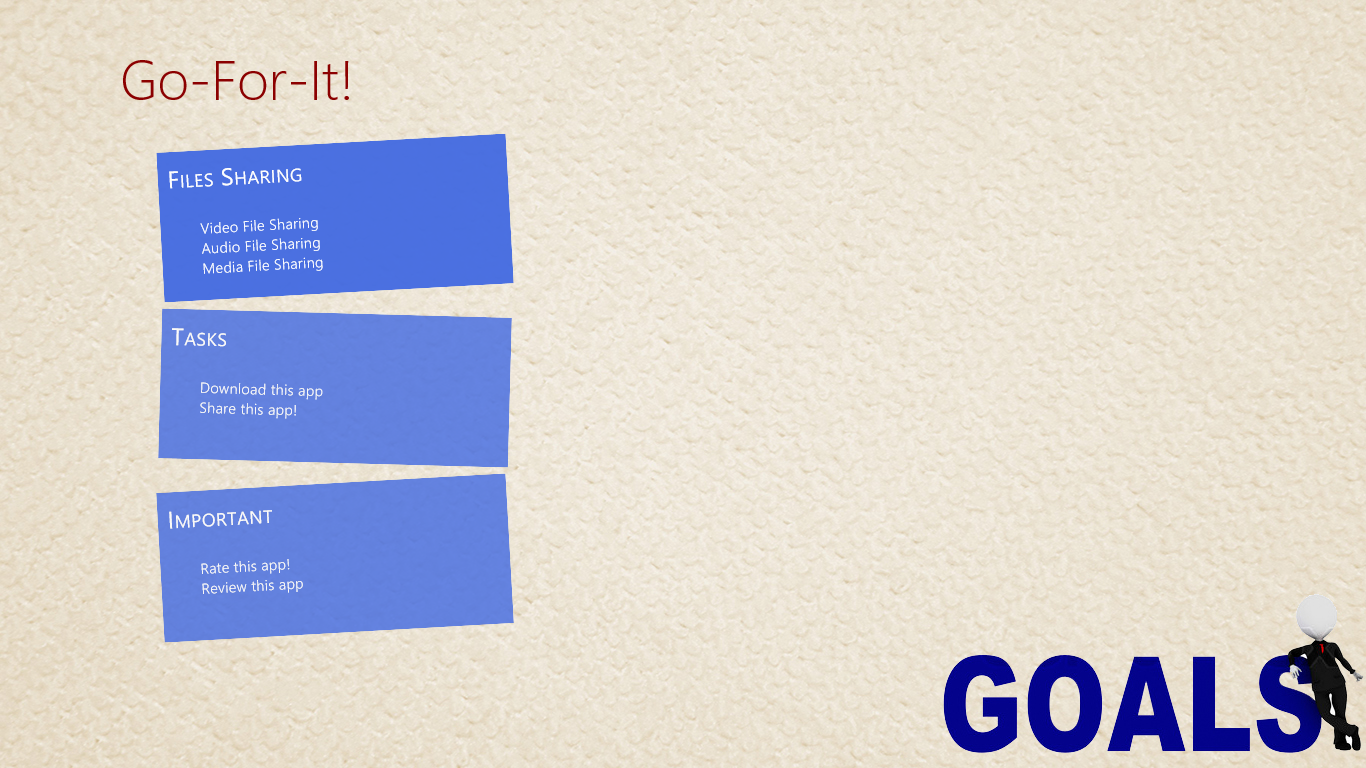 Go-For-It!
Files Sharing
Video File Sharing
Audio File Sharing
Media File Sharing
Tasks
Download this app
Share this app!
Important
Rate this app!
Review this app
GOALS